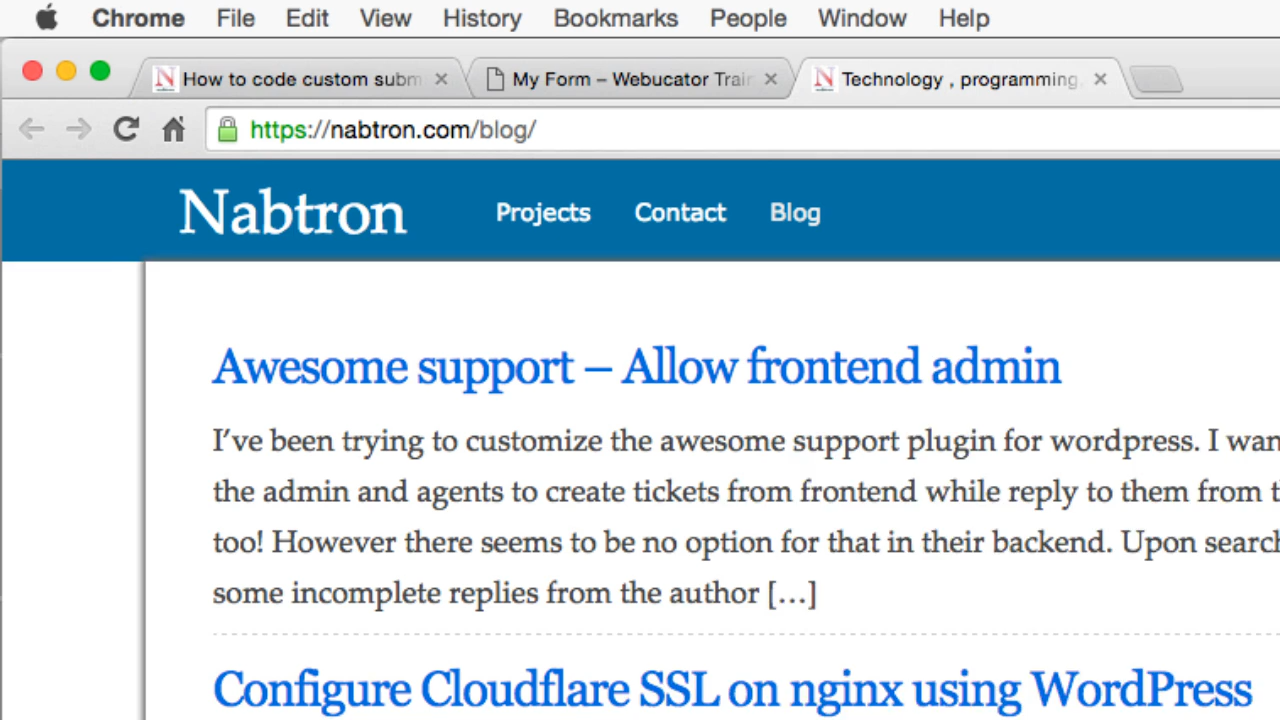 Chrome File Edit View History Bookmarks People Window Help
How to code custom subm My Form – Webucator Train Technology , programming,
https://nabtron.com/blog/
Nabtron Projects Contact Blog
Awesome support – Allow frontend admin
I’ve been trying to customize the awesome support plugin for wordpress. I wan
the admin and agents to create tickets from frontend while reply to them from t
too! However there seems to be no option for that in their backend. Upon search
some incomplete replies from the author […]
Configure Cloudflare SSL on nginx using WordPress